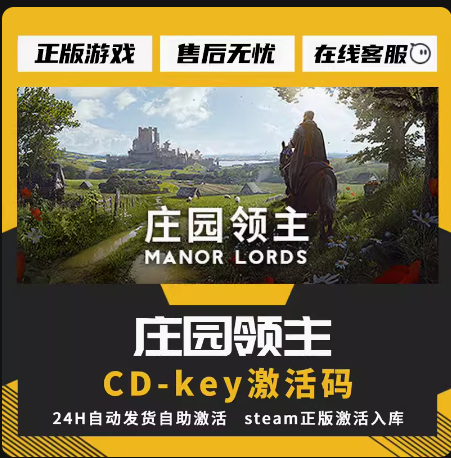 正版游戏 售后无忧 在线客服
庄园领主
MANOR LORDS
庄园领主
CD-key激活码
24H自动发货自助激活 steam正版激活入库